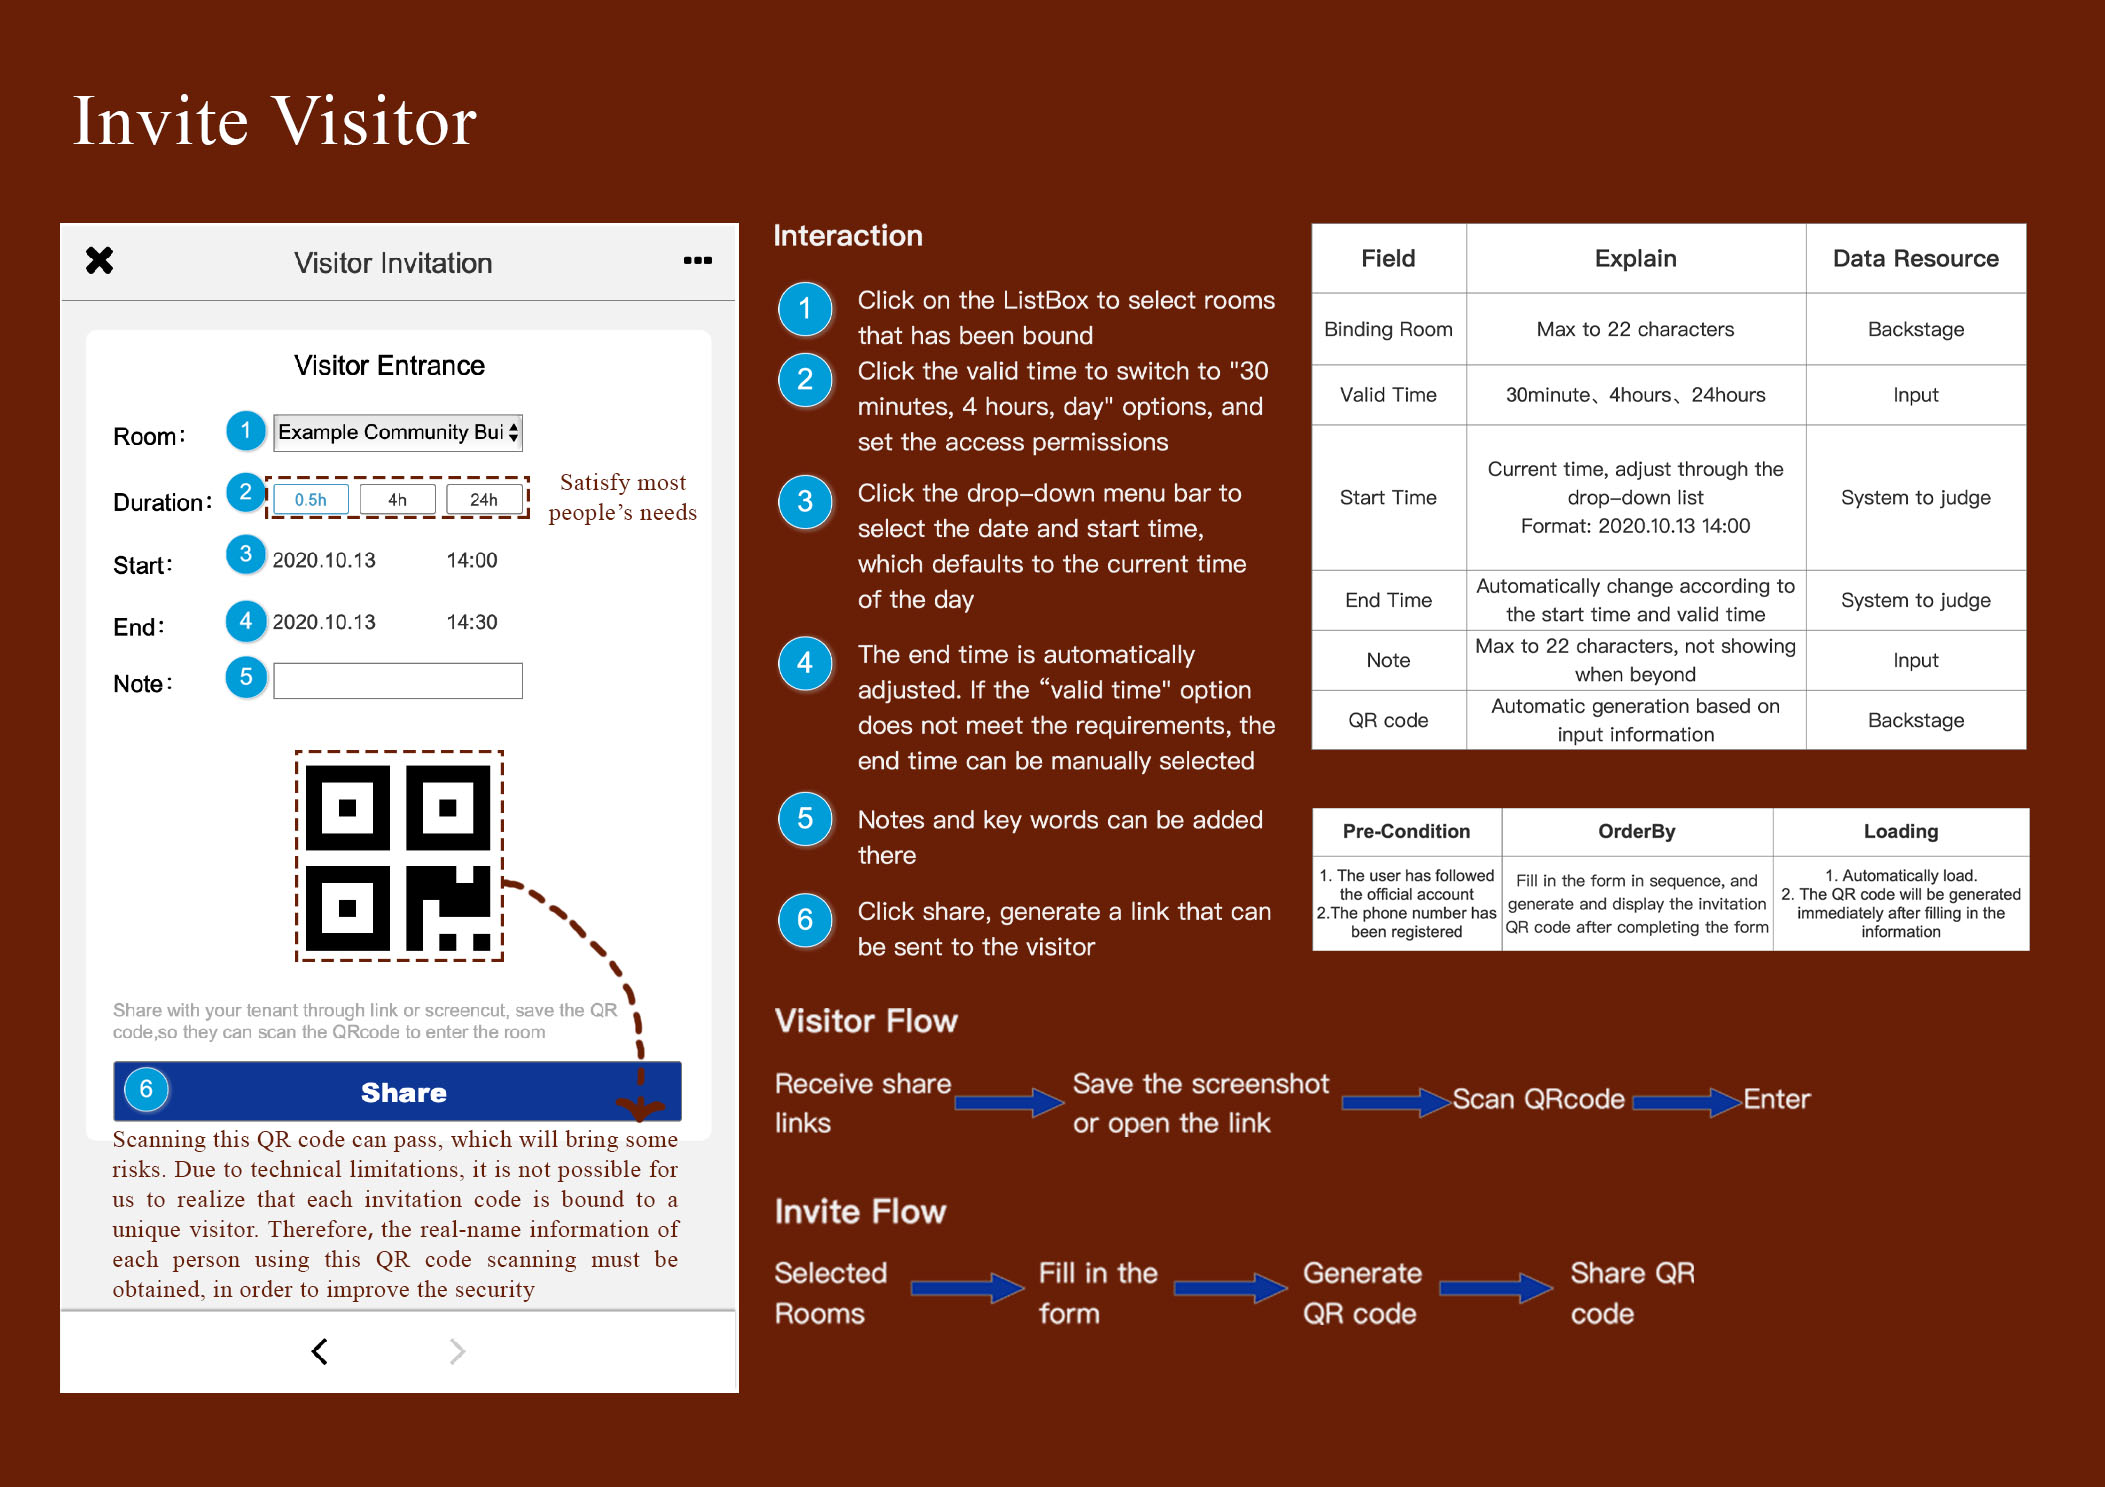 Invite Visitor
Visitor Invitation
Visitor Entrance
Room:
1
Example Community Bui
Duration:
2
0.5h
4h
24h
Satisfy most
people's needs
Start:
3
2020.10.13
14:00
End:
4
2020.10.13
14:30
Note:
5
Share with your tenant through link or screencut, save the QR
code,so they can scan the QRcode to enter the room
6
Share
Scanning this QR code can pass, which will bring some
risks. Due to technical limitations, it is not possible for
us to realize that each invitation code is bound to a
unique visitor. Therefore, the real-name information of
each person using this QR code scanning must be
obtained, in order to improve the security
Interaction
1
Click on the ListBox to select rooms
that has been bound
2
Click the valid time to switch to "30
minutes, 4 hours, day" options, and
set the access permissions
3
Click the drop-down menu bar to
select the date and start time,
which defaults to the current time
of the day
4
The end time is automatically
adjusted. If the “valid time" option
does not meet the requirements, the
end time can be manually selected
5
Notes and key words can be added
there
6
Click share, generate a link that can
be sent to the visitor
Field
Explain
Data Resource
Binding Room
Max to 22 characters
Backstage
Valid Time
30minute、4hours、24hours
Input
Start Time
Current time, adjust through the
drop-down list
Format: 2020.10.13 14:00
System to judge
End Time
Automatically change according to
the start time and valid time
System to judge
Note
Max to 22 characters, not showing
when beyond
Input
QR code
Automatic generation based on
input information
Backstage
Pre-Condition
OrderBy
Loading
1. The user has followed
the official account
2.The phone number has
been registered
Fill in the form in sequence, and
generate and display the invitation
QR code after completing the form
1. Automatically load.
2. The QR code will be generated
immediately after filling in the
information
Visitor Flow
Receive share
links
Save the screenshot
or open the link
Scan QRcode
Enter
Invite Flow
Selected
Rooms
Fill in the
form
Generate
QR code
Share QR
code